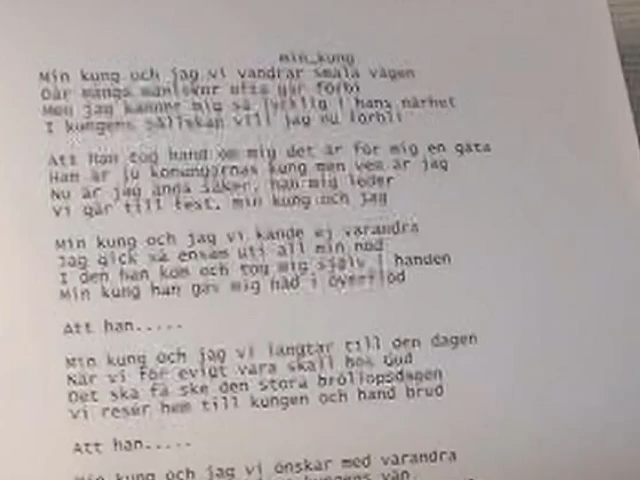 min_kung
Min kung och jag vi vandrar smala vägen
Där många människor ofta går förbi
Men jag känner mig så lycklig i hans närhet
I kungens sällskap vill jag nu förbli
Att han tog hand om mig det är för mig en gåta
Han är ju konungarnas kung men vem är jag
Nu är jag ändå säker, han mig leder
Vi går till fest, min kung och jag
Min kung och jag vi kände ej varandra
Jag gick så ensam uti all min nöd
I den han kom och tog mig själv i handen
Min kung han gav mig nåd i överflöd
Att han.....
Min kung och jag vi längtar till den dagen
När vi för evigt vara skall hos Gud
Det ska få ske den stora bröllopsdagen
Vi reser hem till kungen och hand brud
Att han.....
Min kung och jag vi önskar med varandra
kungens vän